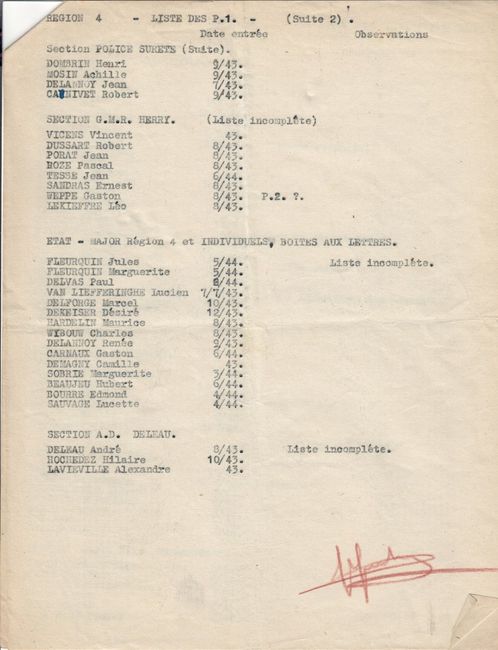 REGION 4 - LISTE DES P.1. - (Suite 2) .
Date entrée Observations
Section POLICE SURETE (Suite).
DOMBRIN Henri 9/43.
MOSIN Achille 9/43.
DELANNOY Jean 7/43.
CARNIVET Robert 9/43.
SECTION G.M.R. HERRY. (Liste incomplète)
VICENS Vincent 43.
DUSSART Robert 8/43.
PORAT Jean 8/43.
ROZE Pascal 8/43.
TESSE Jean 6/44.
SANDRAS Ernest 8/43.
WEPPE Gaston 8/43. P.2. ?.
LEKIEFFRE Léo 8/43.
ETAT - MAJOR Région 4 et INDIVIDUELS, BOITES AUX LETTRES.
FLEURQUIN Jules 5/44. Liste incomplète.
FLEURQUIN Marguerite 5/44.
DELVAS Paul 8/44.
VAN LIEFFERINGHE Lucien 7/7/43.
DELFORGE Marcel 10/43.
DEKEISER Désiré 12/43.
HARDELIN Maurice 8/43.
WYBOUW Charles 8/43.
DELANNOY Renée 9/43.
CARNAUX Gaston 6/44.
DEMAGNY Camille 43.
SOBRIE Marguerite 3/44.
BEAUJEU Hubert 6/44.
BOURRE Edmond 4/44.
SAUVAGE Lucette 4/44.
SECTION A.D. DELEAU.
DELEAU André 8/43. Liste incomplète.
HOCHEDEZ Hilaire 10/43.
LAVIEVILLE Alexandre 43.